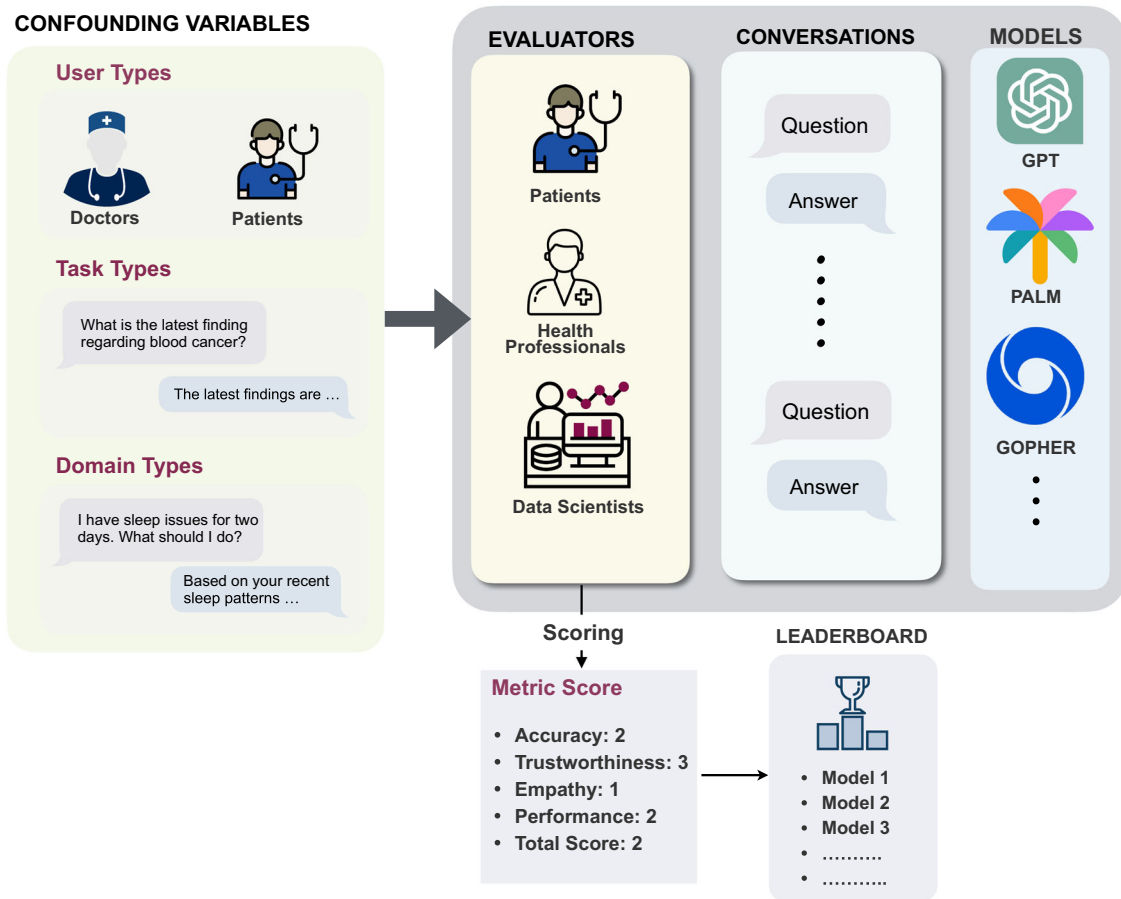 CONFOUNDING VARIABLES
User Types
Doctors
Patients
Task Types
What is the latest finding
regarding blood cancer?
The latest findings are ...
Domain Types
I have sleep issues for two
days. What should I do?
Based on your recent
sleep patterns ...
EVALUATORS
Patients
Health
Professionals
Data Scientists
CONVERSATIONS
Question
Answer
Question
Answer
MODELS
GPT
PALM
GOPHER
Scoring
Metric Score
• Accuracy: 2
• Trustworthiness: 3
• Empathy: 1
• Performance: 2
• Total Score: 2
LEADERBOARD
• Model 1
• Model 2
• Model 3
• ..........
• ...........